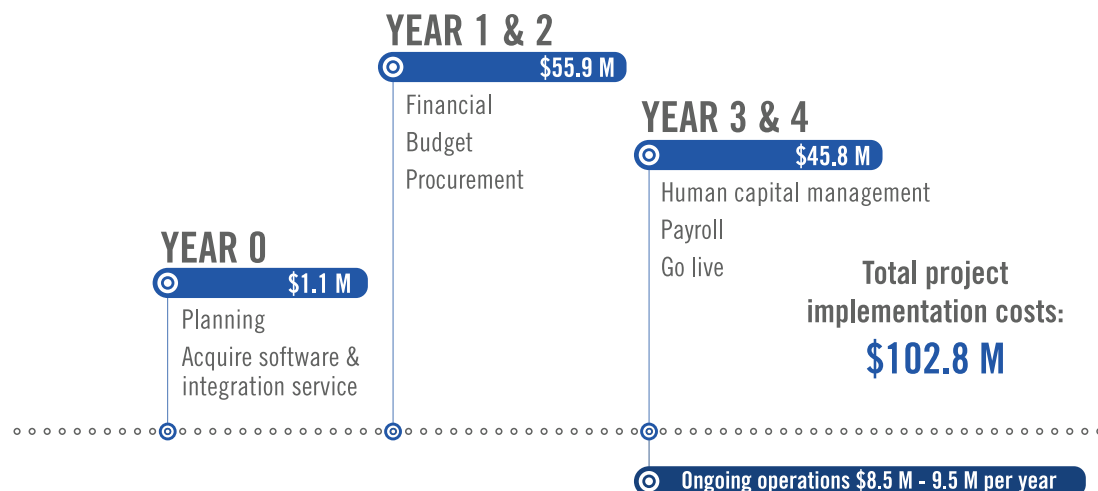 YEAR 1 & 2
$55.9 M
Financial
Budget
Procurement
YEAR 3 & 4
$45.8 M
Human capital management
Payroll
Go live
YEAR 0
$1.1 M
Planning
Acquire software &
integration service
Total project
implementation costs:
$102.8 M
Ongoing operations $8.5 M - 9.5 M per year